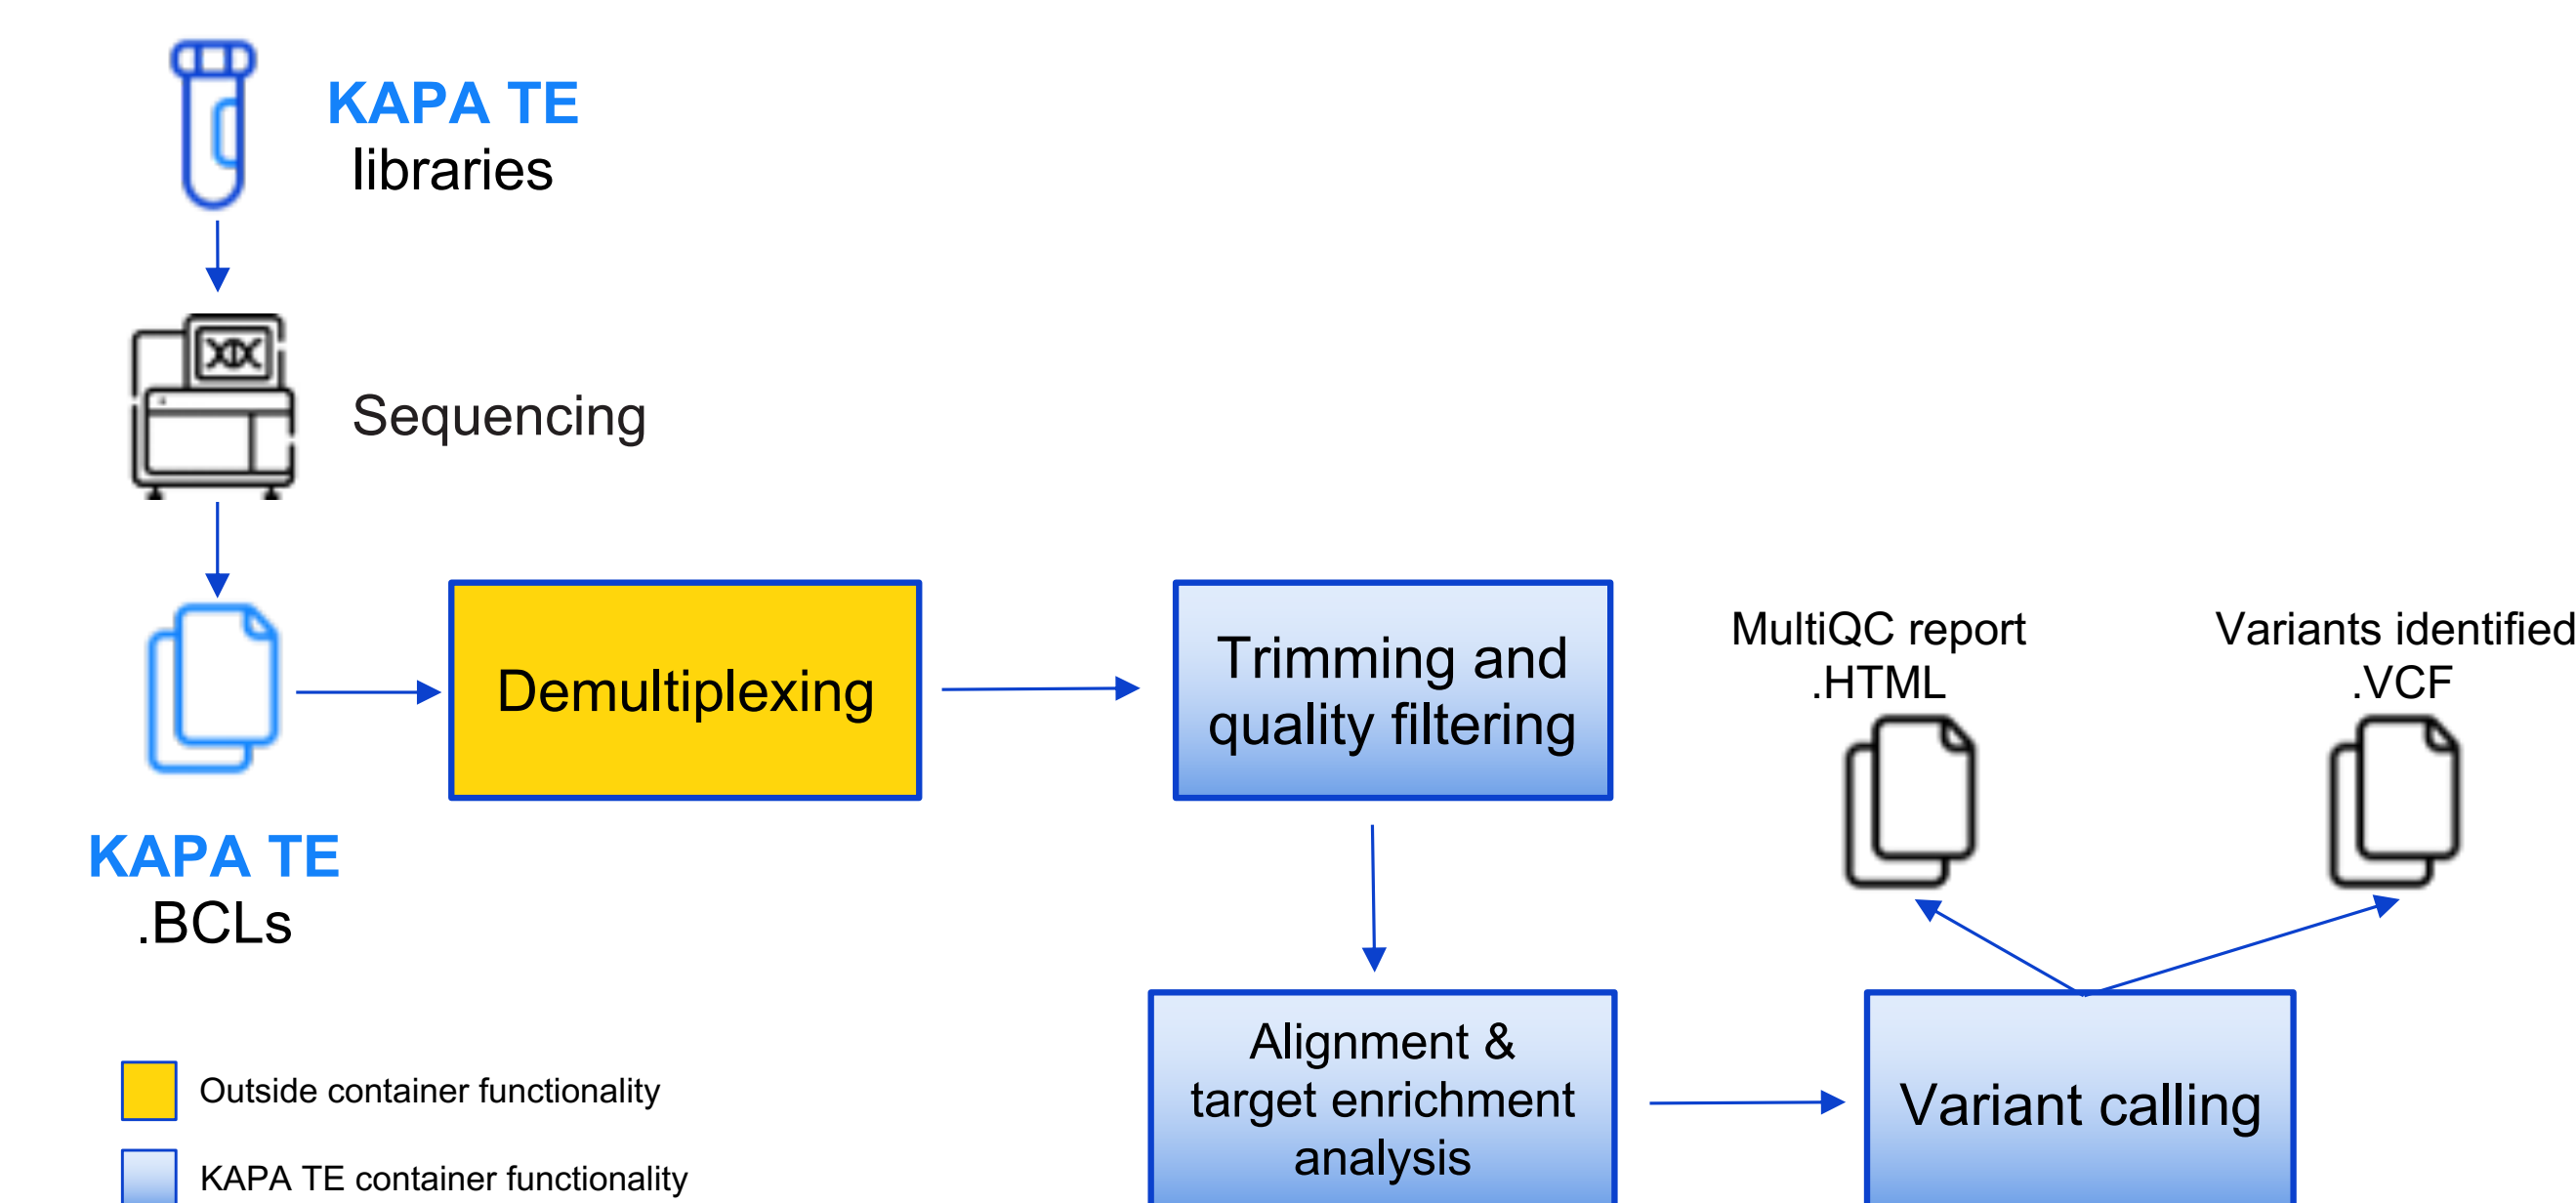 KAPA TE
libraries
Sequencing
Demultiplexing
Trimming and
quality filtering
MultiQC report
.HTML
Variants identified
.VCF
KAPA TE
.BCLs
Alignment &
target enrichment
analysis
Variant calling
Outside container functionality
KAPA TE container functionality